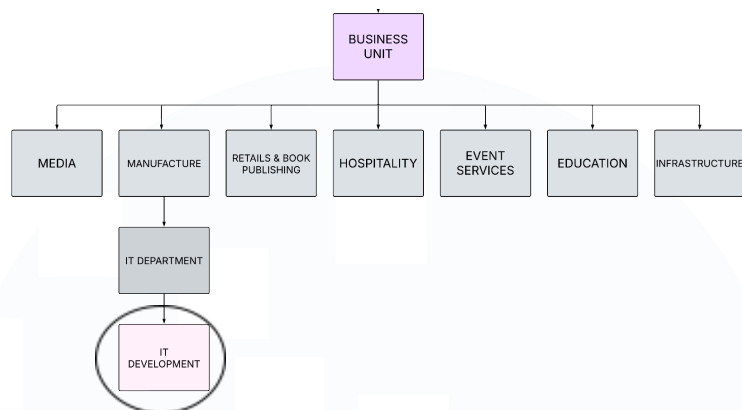 BUSINESS
UNIT
MEDIA
MANUFACTURE
RETAILS & BOOK
PUBLISHING
HOSPITALITY
EVENT
SERVICES
EDUCATION
INFRASTRUCTURE
IT DEPARTMENT
IT
DEVELOPMENT